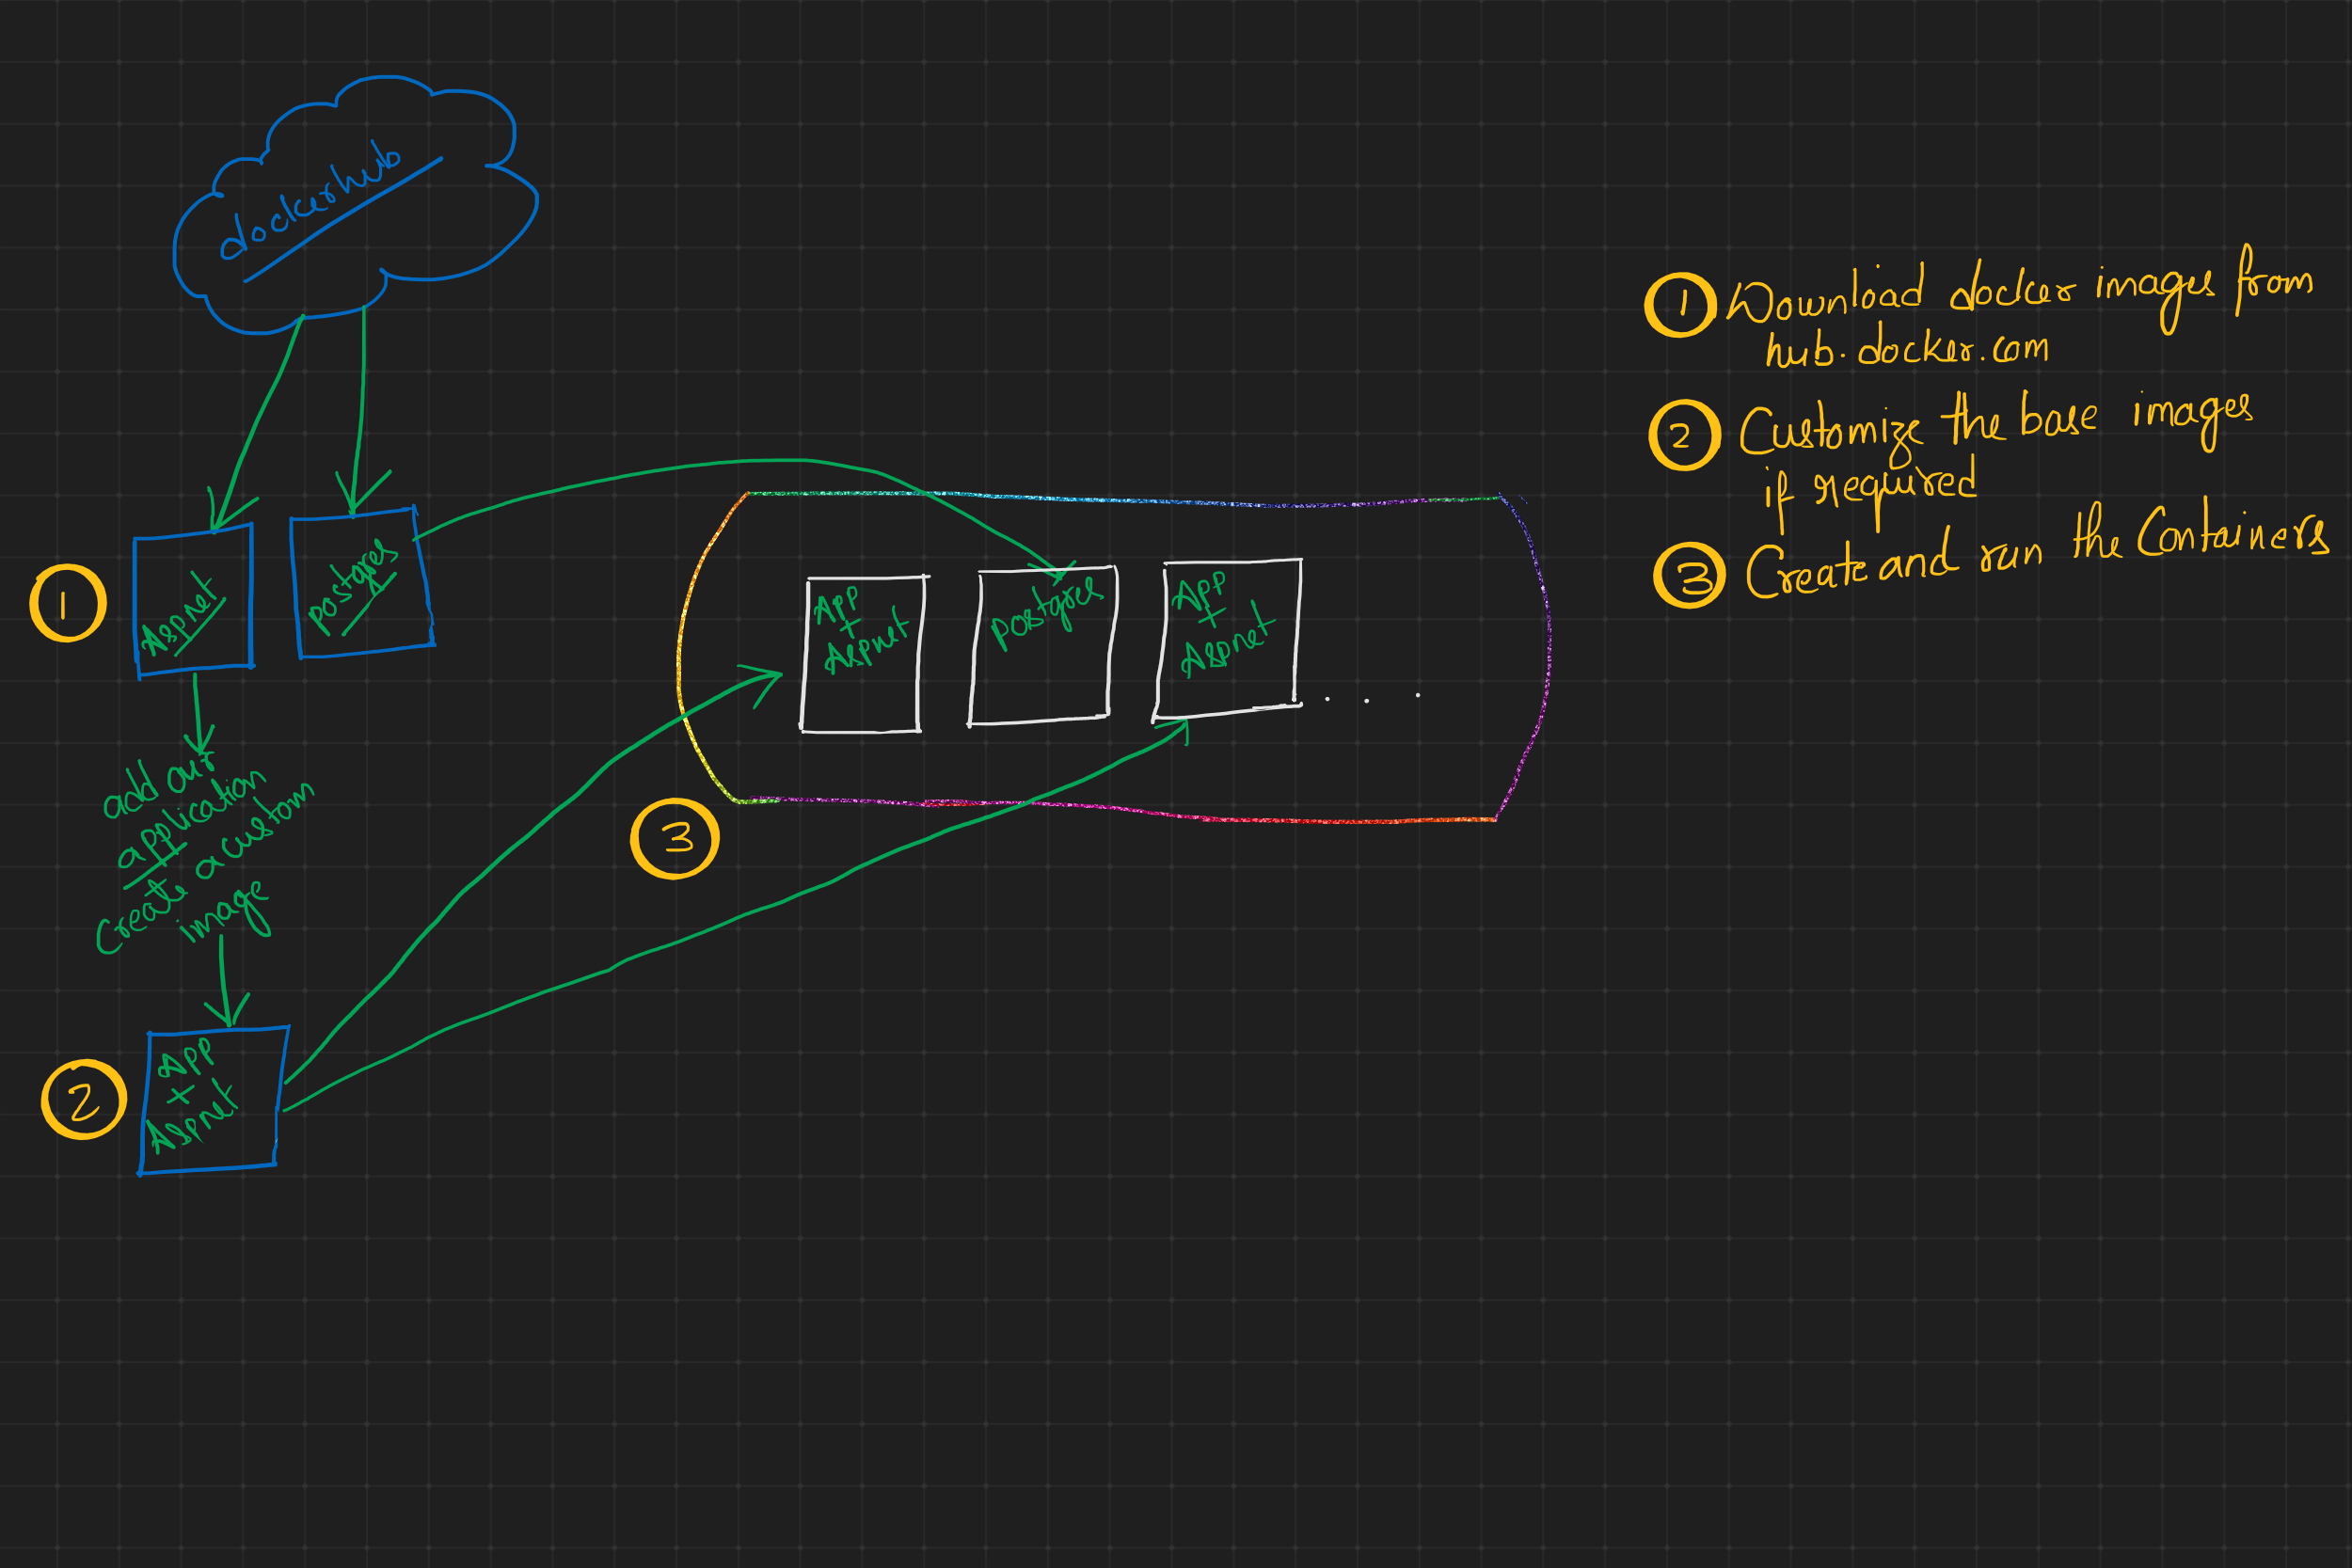 dockerhub
1 Download docker images from
hub.docker.com
2 Customize the base images
if required
3 Create and run the Containers
1
Aspnet
postgres
add our
application
Create a custom
image
2
APP
+
Aspnet
3
APP
+
Aspnet
postgres
APP
+
Aspnet
. . .